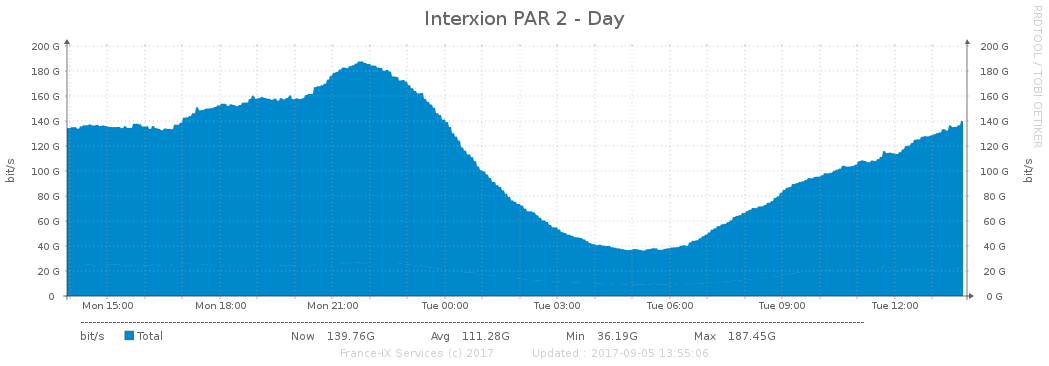 Interxion PAR 2 - Day
RRDTOOL / TOBI OETIKER
200 G 200 G
180 G 180 G
160 G 160 G
140 G 140 G
120 G 120 G
100 G 100 G
80 G 80 G
60 G 60 G
40 G 40 G
20 G 20 G
0 0 G
bit/s bit/s
Mon 15:00 Mon 18:00 Mon 21:00 Tue 00:00 Tue 03:00 Tue 06:00 Tue 09:00 Tue 12:00
bit/s Total Now 139.76G Avg 111.28G Min 36.19G Max 187.45G
France-IX Services (c) 2017 Updated : 2017-09-05 13:55:06